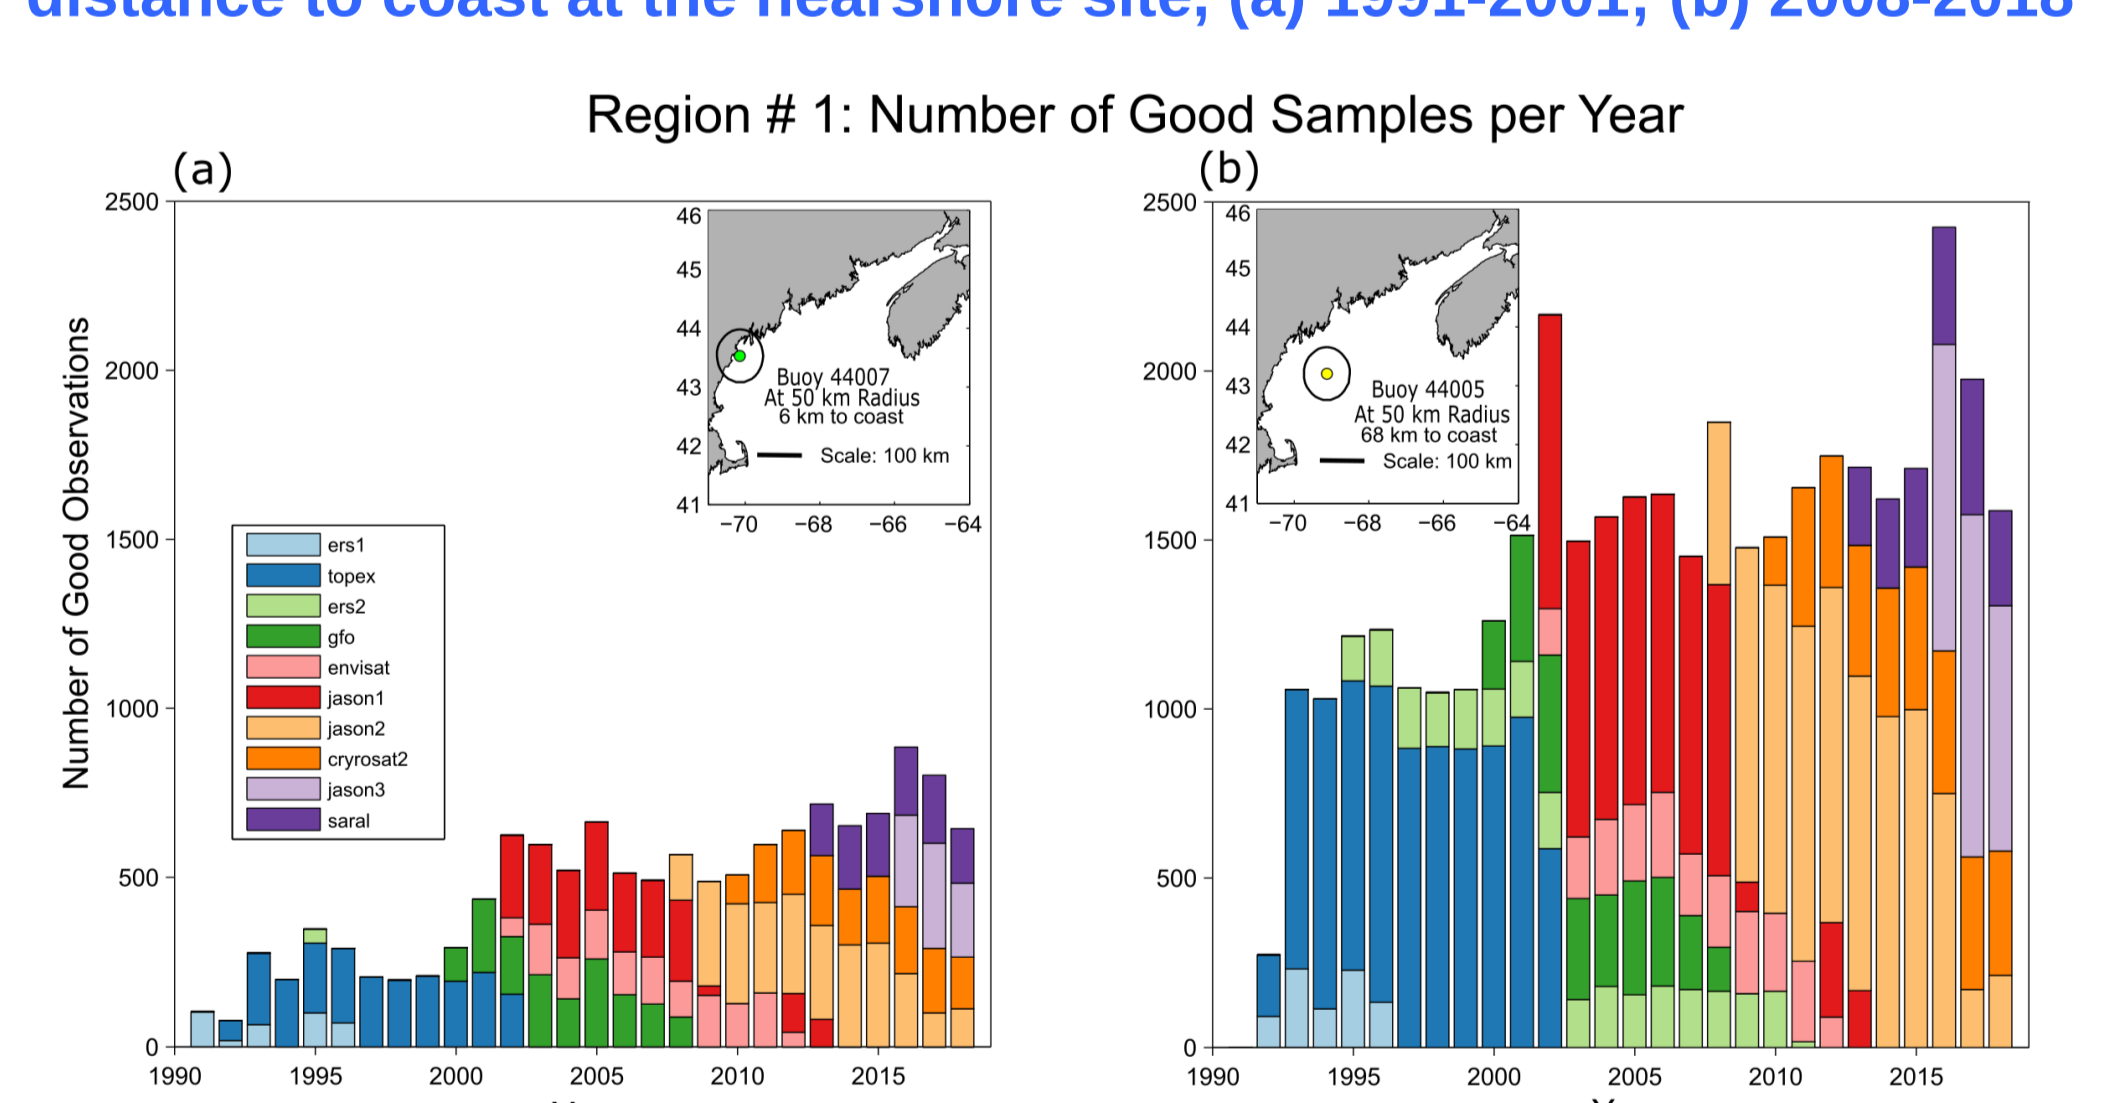 distance to coast at the nearshore site, (a) 1991-2001, (b) 2008-2018
Region # 1: Number of Good Samples per Year
(a)
Number of Good Observations
2500
2000
1500
1000
500
0
1990
1995
2000
2005
2010
2015
46
45
44
43
42
41
−70
−68
−66
−64
Buoy 44007
At 50 km Radius
6 km to coast
Scale: 100 km
ers1
topex
ers2
gfo
envisat
jason1
jason2
cryrosat2
jason3
saral
(b)
2500
2000
1500
1000
500
0
1990
1995
2000
2005
2010
2015
46
45
44
43
42
41
−70
−68
−66
−64
Buoy 44005
At 50 km Radius
68 km to coast
Scale: 100 km